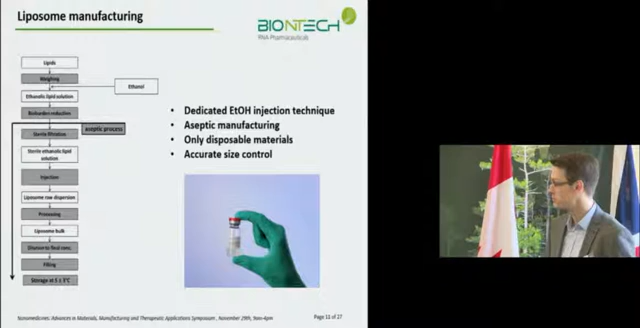 Liposome manufacturing
BIONTECH
RNA Pharmaceuticals
Lipids
Weighing
Ethanol
Ethanolic lipid solution
Bioburden reduction
aseptic process
Sterile filtration
Sterile ethanolic lipid
solution
Injection
Liposome raw dispersion
Processing
Liposome bulk
Dilution to final conc.
Filling
Storage at 5 ± 3°C
• Dedicated EtOH injection technique
• Aseptic manufacturing
• Only disposable materials
• Accurate size control
Nanomedicines: Advances in Materials, Manufacturing and Therapeutic Applications Symposium , November 29th, 9am-4pm
Page 11 of 27